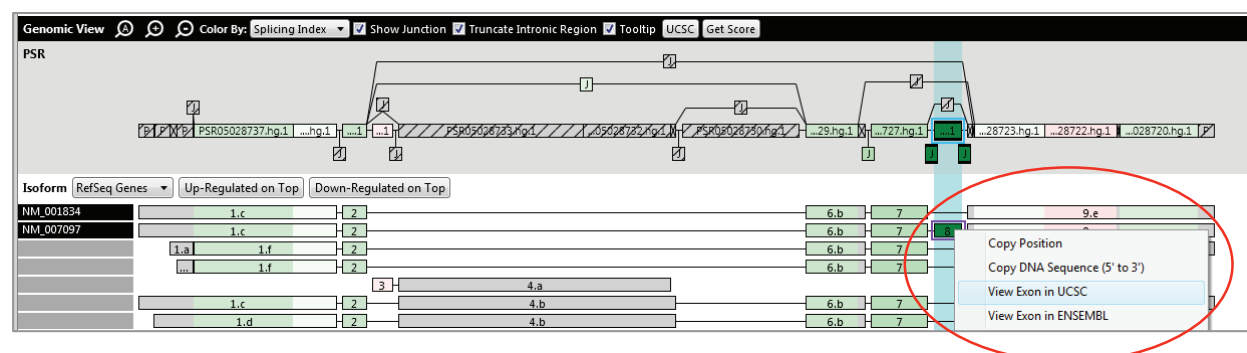 Genomic View A + - Color By: Splicing Index Show Junction Truncate Intronic Region Tooltip UCSC Get Score
PSR
J
J
J J
J J J J
P P P PSR05028737.hg.1 ...hg.1 ...1 ...1 PSR05028733.hg.1 ...05028732.hg.1 PSR05028730.hg.1 ...29.hg.1 ...727.hg.1 ...1 ...28723.hg.1 ...28722.hg.1 ...028720.hg.1 P
J J J J J J
Isoform RefSeq Genes Up-Regulated on Top Down-Regulated on Top
NM_001834 1.c 2 6.b 7 9.e
NM_007097 1.c 2 6.b 7 8
1.a 1.f 2 6.b 7
... 1.f 2 6.b 7
3 4.a
1.c 2 4.b 6.b 7
1.d 2 4.b 6.b 7
Copy Position
Copy DNA Sequence (5' to 3')
View Exon in UCSC
View Exon in ENSEMBL